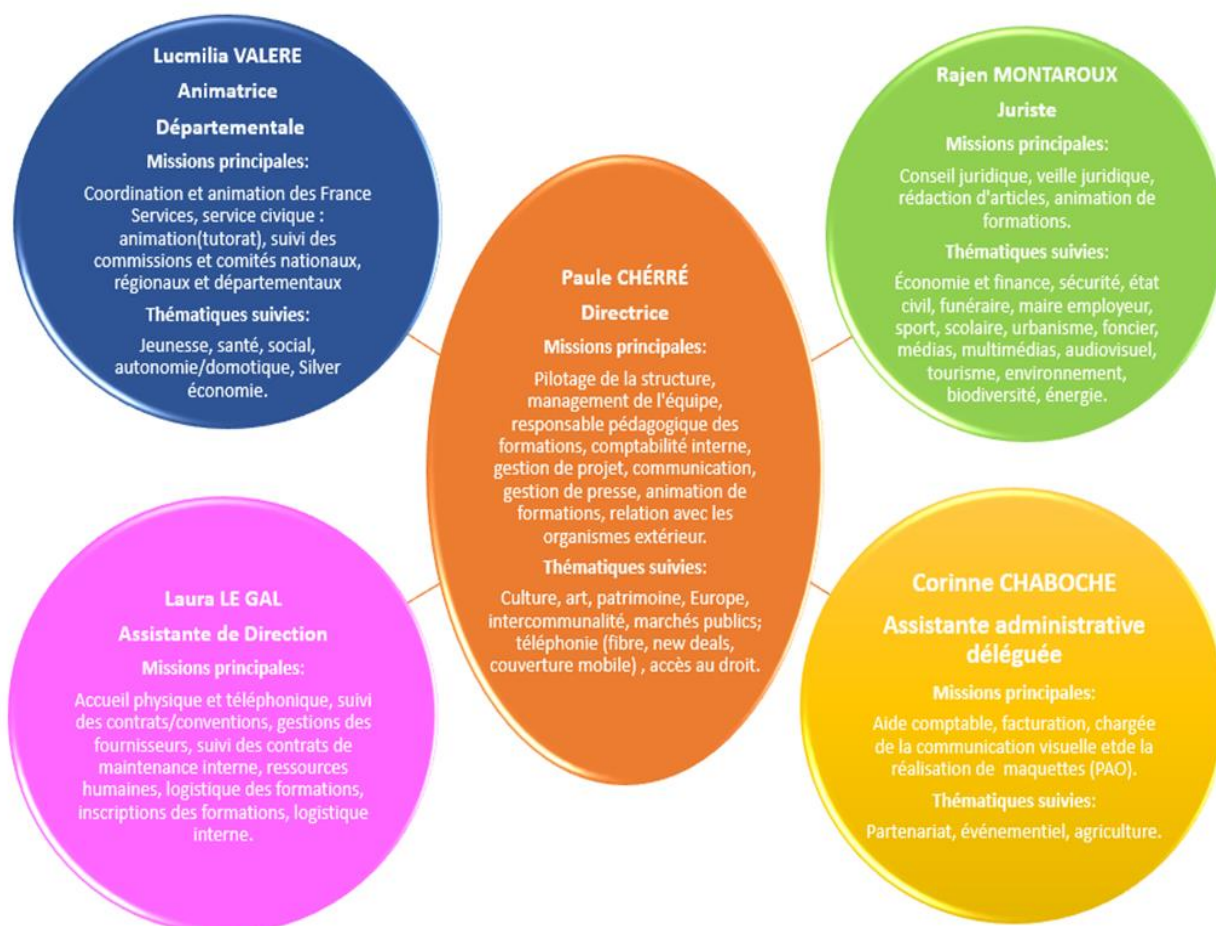 Lucmilia VALERE
Animatrice
Départementale
Missions principales:
Coordination et animation des France
Services, service civique :
animation(tutorat), suivi des
commissions et comités nationaux,
régionaux et départementaux
Thématiques suivies:
Jeunesse, santé, social,
autonomie/domotique, Silver
économie.
Rajen MONTAROUX
Juriste
Missions principales:
Conseil juridique, veille juridique,
rédaction d'articles, animation de
formations.
Thématiques suivies:
Économie et finance, sécurité, état
civil, funéraire, maire employeur,
sport, scolaire, urbanisme, foncier,
médias, multimédias, audiovisuel,
tourisme, environnement,
biodiversité, énergie.
Paule CHÉRRÉ
Directrice
Missions principales:
Pilotage de la structure,
management de l'équipe,
responsable pédagogique des
formations, comptabilité interne,
gestion de projet, communication,
gestion de presse, animation de
formations, relation avec les
organismes extérieur.
Thématiques suivies:
Culture, art, patrimoine, Europe,
intercommunalité, marchés publics;
téléphonie (fibre, new deals,
couverture mobile) , accès au droit.
Laura LE GAL
Assistante de Direction
Missions principales:
Accueil physique et téléphonique, suivi
des contrats/conventions, gestions des
fournisseurs, suivi des contrats de
maintenance interne, ressources
humaines, logistique des formations,
inscriptions des formations, logistique
interne.
Corinne CHABOCHE
Assistante administrative
déléguée
Missions principales:
Aide comptable, facturation, chargée
de la communication visuelle etde la
réalisation de maquettes (PAO).
Thématiques suivies:
Partenariat, événementiel, agriculture.